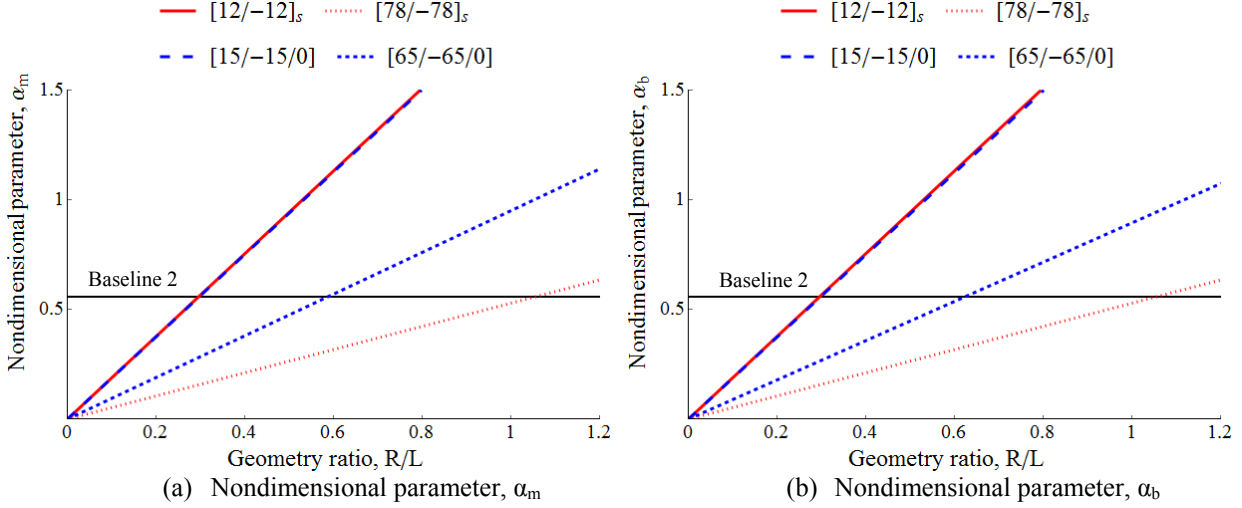 [12/−12]s [78/−78]s
[15/−15/0] [65/−65/0]
Nondimensional parameter, αm
1.5
1
0.5
Baseline 2
0 0.2 0.4 0.6 0.8 1 1.2
Geometry ratio, R/L
(a) Nondimensional parameter, αm
[12/−12]s [78/−78]s
[15/−15/0] [65/−65/0]
Nondimensional parameter, αb
1.5
1
0.5
Baseline 2
0 0.2 0.4 0.6 0.8 1 1.2
Geometry ratio, R/L
(b) Nondimensional parameter, αb